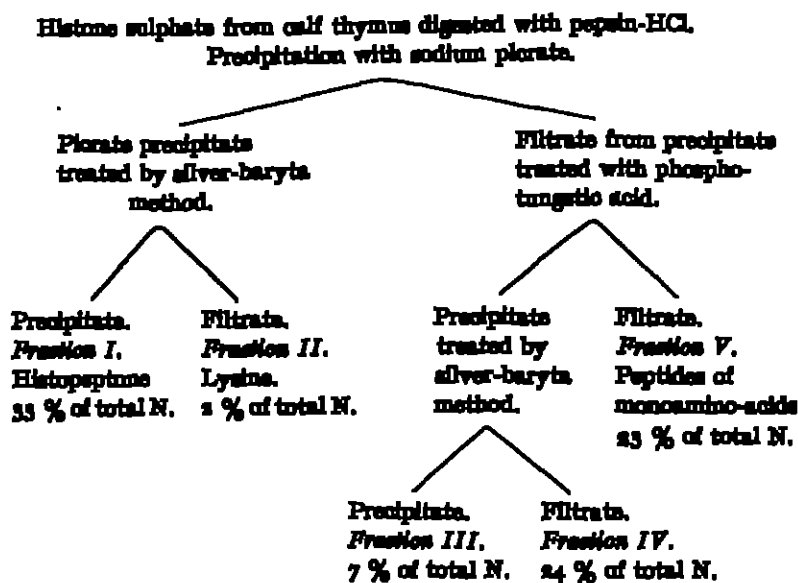 Histone sulphate from calf thymus digested with pepsin-HCl.
Precipitation with sodium picrate.
Picrate precipitate
treated by silver-baryta
method.
Filtrate from precipitate
treated with phospho-
tungstic acid.
Precipitate.
Fraction I.
Histopeptone
33 % of total N.
Filtrate.
Fraction II.
Lysine.
2 % of total N.
Precipitate
treated by
silver-baryta
method.
Filtrate.
Fraction V.
Peptides of
monoamino-acids
23 % of total N.
Precipitate.
Fraction III.
7 % of total N.
Filtrate.
Fraction IV.
24 % of total N.